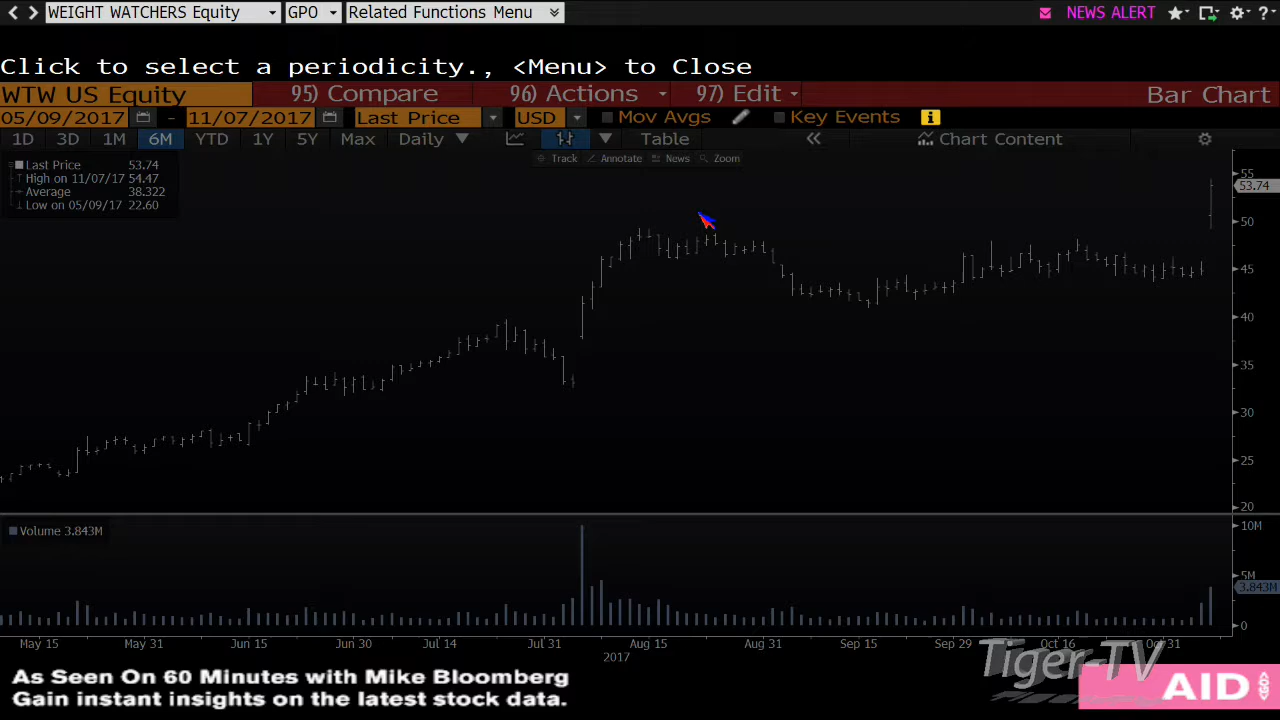 WEIGHT WATCHERS Equity GPO Related Functions Menu NEWS ALERT ?
Click to select a periodicity., <Menu> to Close
WTW US Equity 95) Compare 96) Actions 97) Edit Bar Chart
05/09/2017 - 11/07/2017 Last Price USD Mov Avgs Key Events i
1D 3D 1M 6M YTD 1Y 5Y Max Daily Table Chart Content
Track Annotate News Zoom
Last Price 53.74
High on 11/07/17 54.47
Average 38.322
Low on 05/09/17 22.60
55
53.74
50
45
40
35
30
25
20
Volume 3.843M
10M
5M
3.843M
0
May 15 May 31 Jun 15 Jun 30 Jul 14 Jul 31 Aug 15 Aug 31 Sep 15 Sep 29 Oct 16 Oct 31
2017
Tiger-TV
As Seen On 60 Minutes with Mike Bloomberg
Gain instant insights on the latest stock data.
AID